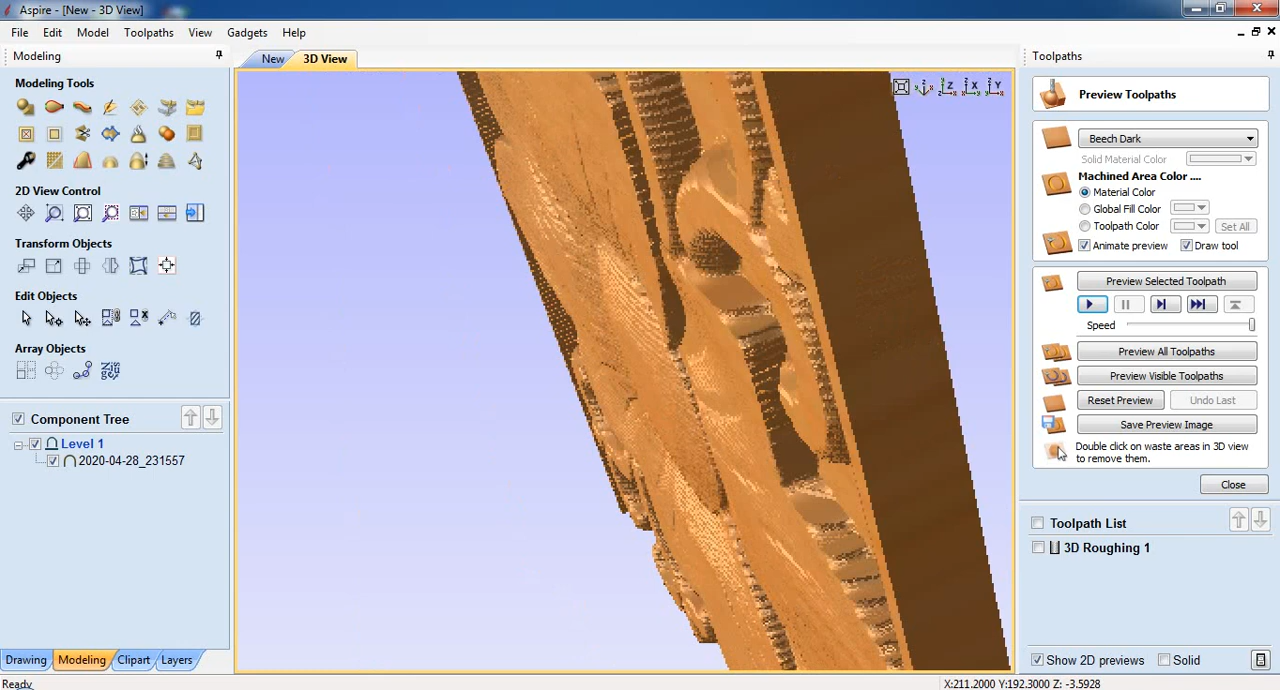 Aspire - [New - 3D View]
File Edit Model Toolpaths View Gadgets Help
Modeling
New 3D View
Modeling Tools
2D View Control
Transform Objects
Edit Objects
Array Objects
Component Tree
Level 1
2020-04-28_231557
Drawing Modeling Clipart Layers
Z X Y
Toolpaths
Preview Toolpaths
Beech Dark
Solid Material Color
Machined Area Color ....
Material Color
Global Fill Color
Toolpath Color Set All
Animate preview Draw tool
Preview Selected Toolpath
Speed
Preview All Toolpaths
Preview Visible Toolpaths
Reset Preview Undo Last
Save Preview Image
Double click on waste areas in 3D view
to remove them.
Close
Toolpath List
3D Roughing 1
Show 2D previews Solid
Ready X:211.2000 Y:192.3000 Z: -3.5928